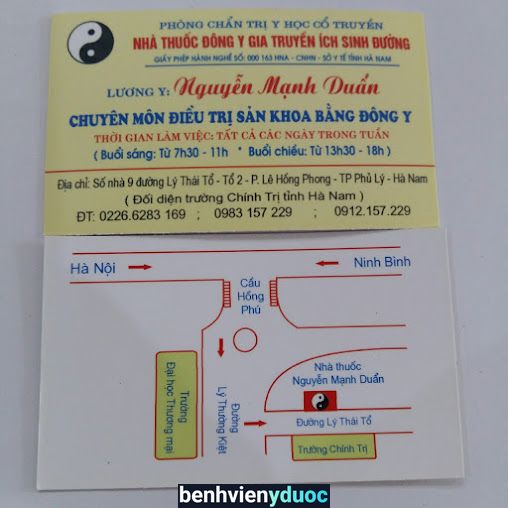 PHÒNG CHẨN TRỊ Y HỌC CỔ TRUYỀN
NHÀ THUỐC ĐÔNG Y GIA TRUYỀN ÍCH SINH ĐƯỜNG
GIẤY PHÉP HÀNH NGHỀ SỐ: 000 163 HNA - CNHN - SỞ Y TẾ TỈNH HÀ NAM
LƯƠNG Y: Nguyễn Mạnh Duẩn
CHUYÊN MÔN ĐIỀU TRỊ SẢN KHOA BẰNG ĐÔNG Y
THỜI GIAN LÀM VIỆC: TẤT CẢ CÁC NGÀY TRONG TUẦN
( Buổi sáng: Từ 7h30 - 11h * Buổi chiều: Từ 13h30 - 18h )
Địa chỉ: Số nhà 9 đường Lý Thái Tổ - Tổ 2 - P. Lê Hồng Phong - TP Phủ Lý - Hà Nam
( Đối diện trường Chính Trị tỉnh Hà Nam )
ĐT: 0226.6283 169 ; 0983 157 229 ; 0912.157.229
Hà Nội
Ninh Bình
Cầu
Hồng
Phú
Nhà thuốc
Nguyễn Mạnh Duẩn
Trường
Đại học Thương mại
Đường
Lý Thường Kiệt
Đường Lý Thái Tổ
Trường Chính Trị
benhvienyduoc